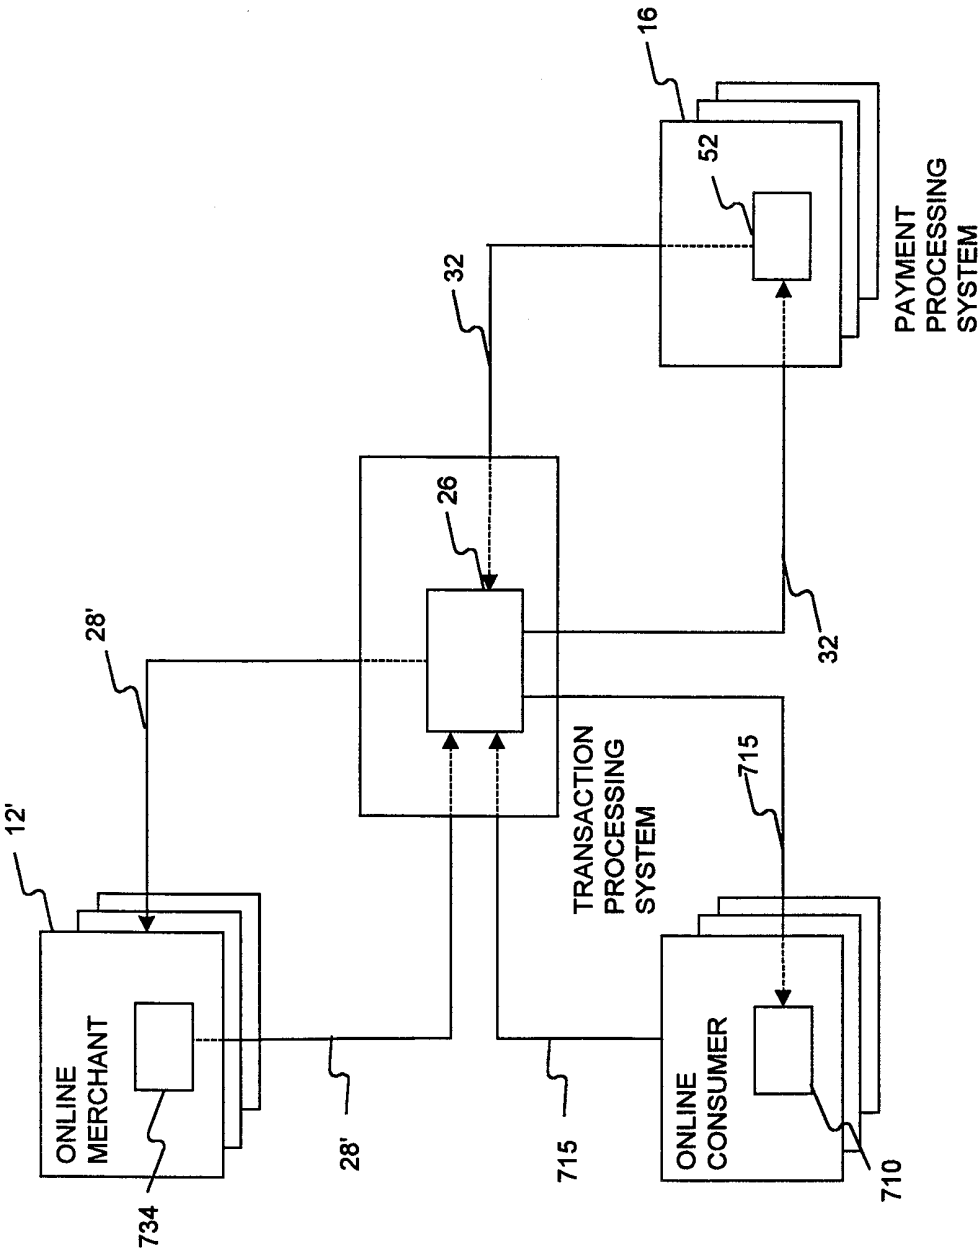 12'
ONLINE
MERCHANT
734
28'
28'
TRANSACTION
PROCESSING
SYSTEM
26
32
32
ONLINE
CONSUMER
710
715
715
16
52
PAYMENT
PROCESSING
SYSTEM